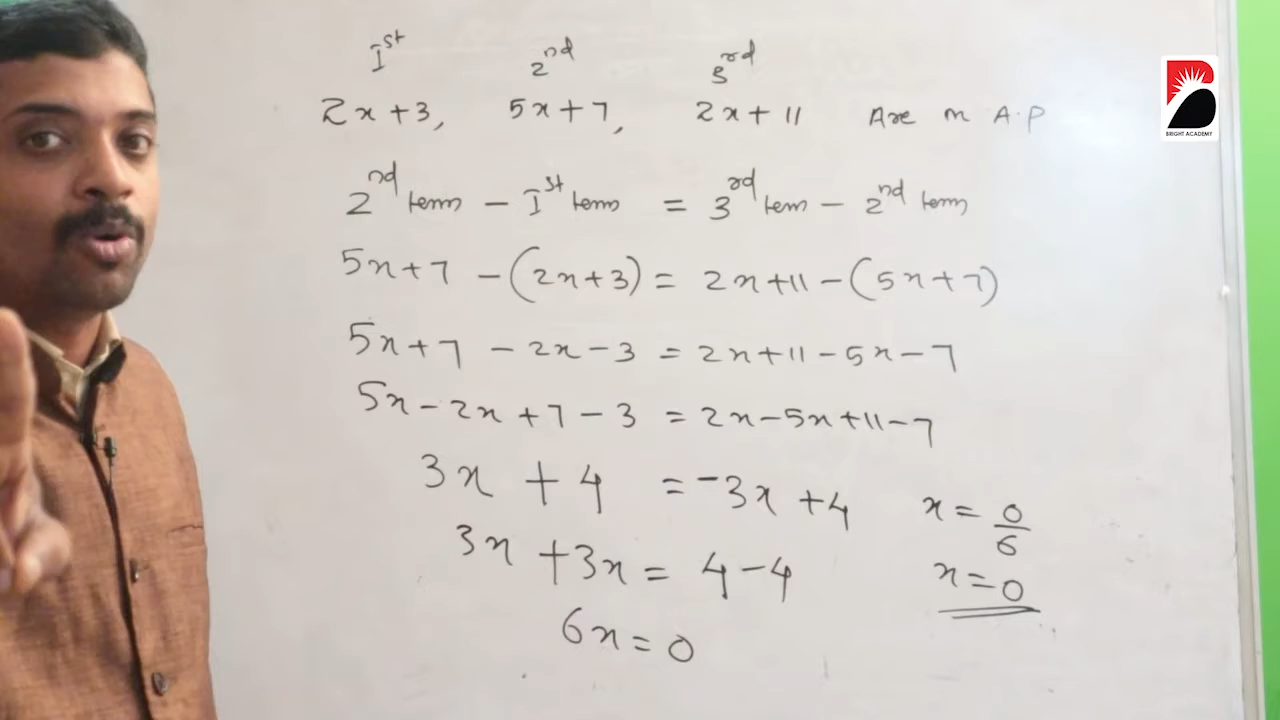 Ist 2nd 3rd
2x+3, 5x+7, 2x+11 Are in A.P
2nd term - Ist term = 3rd term - 2nd term
5x+7 -(2x+3) = 2x+11-(5x+7)
5x+7 - 2x-3 = 2x+11-5x-7
5x-2x+7-3 = 2x-5x+11-7
3x + 4 = -3x +4
3x +3x = 4-4
6x=0
x= 0/6
x=0
BRIGHT ACADEMY